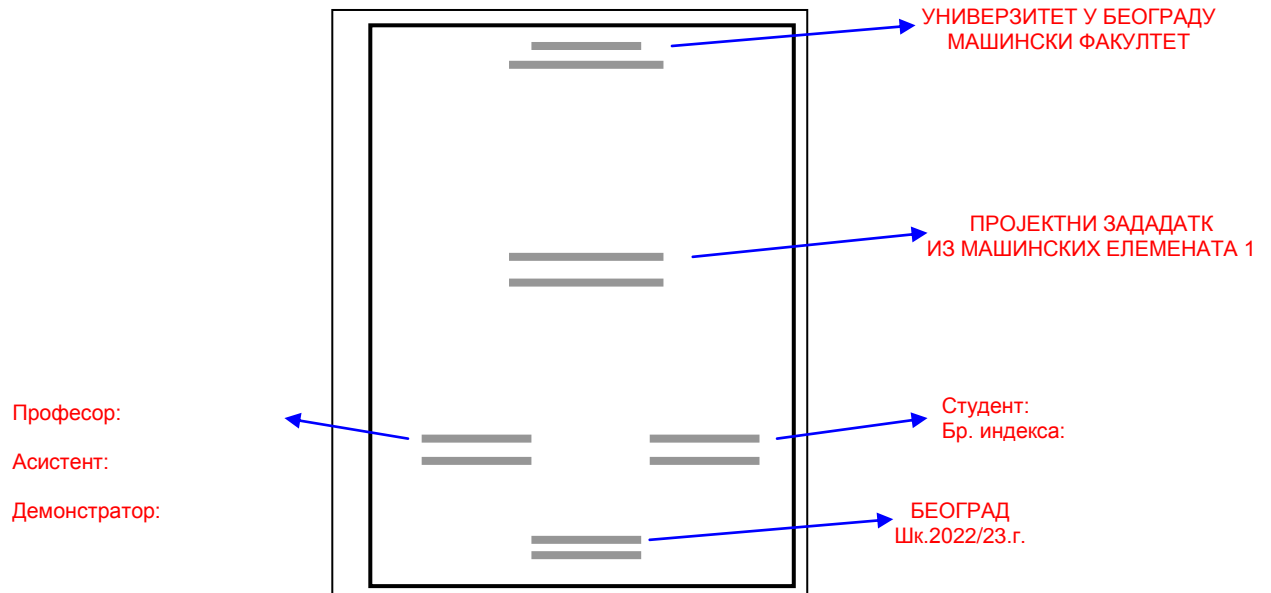 УНИВЕРЗИТЕТ У БЕОГРАДУ
МАШИНСКИ ФАКУЛТЕТ
ПРОЈЕКТНИ ЗАДАДАТК
ИЗ МАШИНСКИХ ЕЛЕМЕНАТА 1
Професор:
Асистент:
Демонстратор:
Студент:
Бр. индекса:
БЕОГРАД
Шк.2022/23.г.